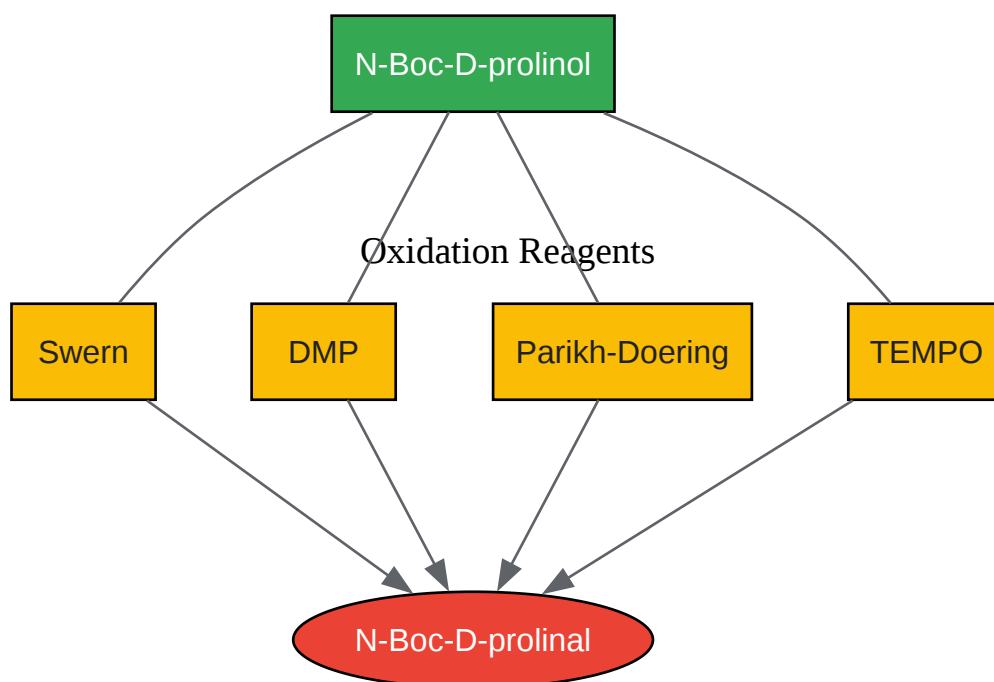 N-Boc-D-prolinol
Oxidation Reagents
Swern
DMP
Parikh-Doering
TEMPO
N-Boc-D-prolinal